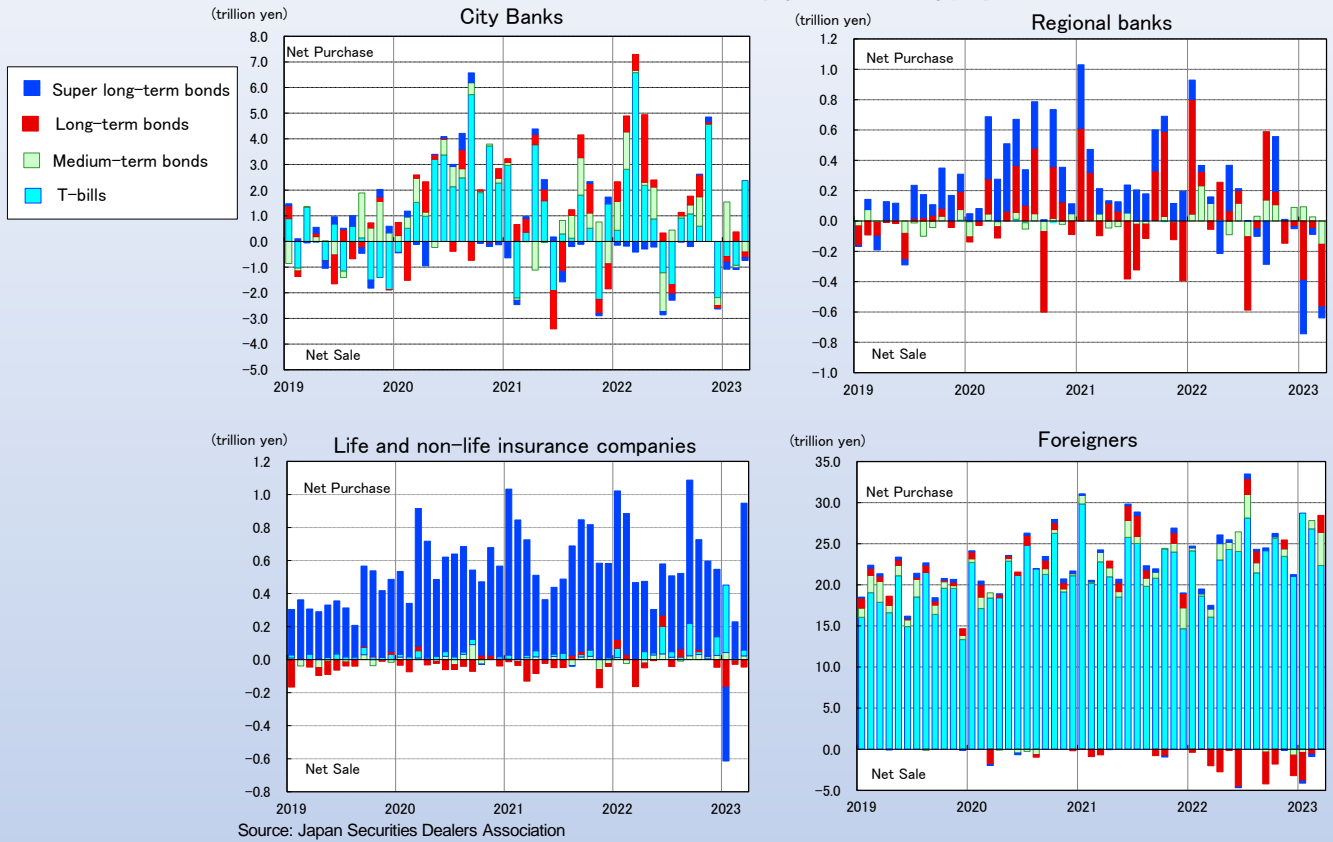 Super long-term bonds
Long-term bonds
Medium-term bonds
T-bills
(trillion yen)
City Banks
8.0
7.0
6.0
5.0
4.0
3.0
2.0
1.0
0.0
-1.0
-2.0
-3.0
-4.0
-5.0
Net Purchase
Net Sale
2019 2020 2021 2022 2023
(trillion yen)
Regional banks
1.2
1.0
0.8
0.6
0.4
0.2
0.0
-0.2
-0.4
-0.6
-0.8
-1.0
Net Purchase
Net Sale
2019 2020 2021 2022 2023
(trillion yen)
Life and non-life insurance companies
1.2
1.0
0.8
0.6
0.4
0.2
0.0
-0.2
-0.4
-0.6
-0.8
Net Purchase
Net Sale
2019 2020 2021 2022 2023
(trillion yen)
Foreigners
35.0
30.0
25.0
20.0
15.0
10.0
5.0
0.0
-5.0
Net Purchase
Net Sale
2019 2020 2021 2022 2023
Source: Japan Securities Dealers Association